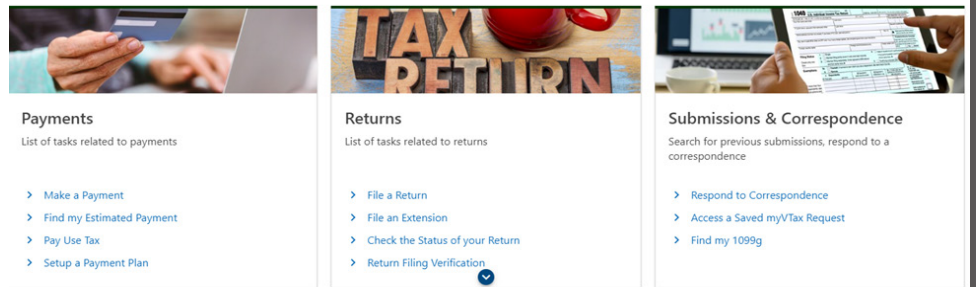 TAX
RETURN
1040
Payments
List of tasks related to payments
Make a Payment
Find my Estimated Payment
Pay Use Tax
Setup a Payment Plan
Returns
List of tasks related to returns
File a Return
File an Extension
Check the Status of your Return
Return Filing Verification
Submissions & Correspondence
Search for previous submissions, respond to a
correspondence
Respond to Correspondence
Access a Saved myVTax Request
Find my 1099g